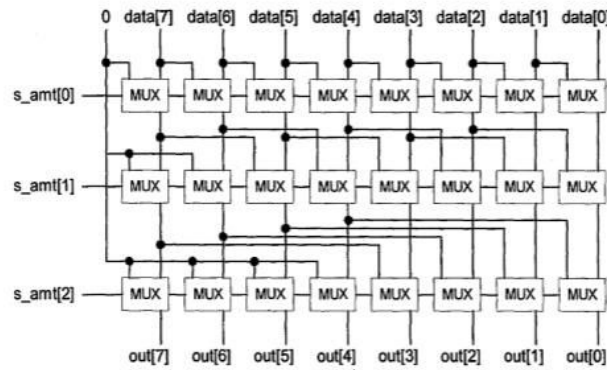 0 data[7] data[6] data[5] data[4] data[3] data[2] data[1] data[0]
s_amt[0] MUX MUX MUX MUX MUX MUX MUX MUX
s_amt[1] MUX MUX MUX MUX MUX MUX MUX MUX
s_amt[2] MUX MUX MUX MUX MUX MUX MUX MUX
out[7] out[6] out[5] out[4] out[3] out[2] out[1] out[0]